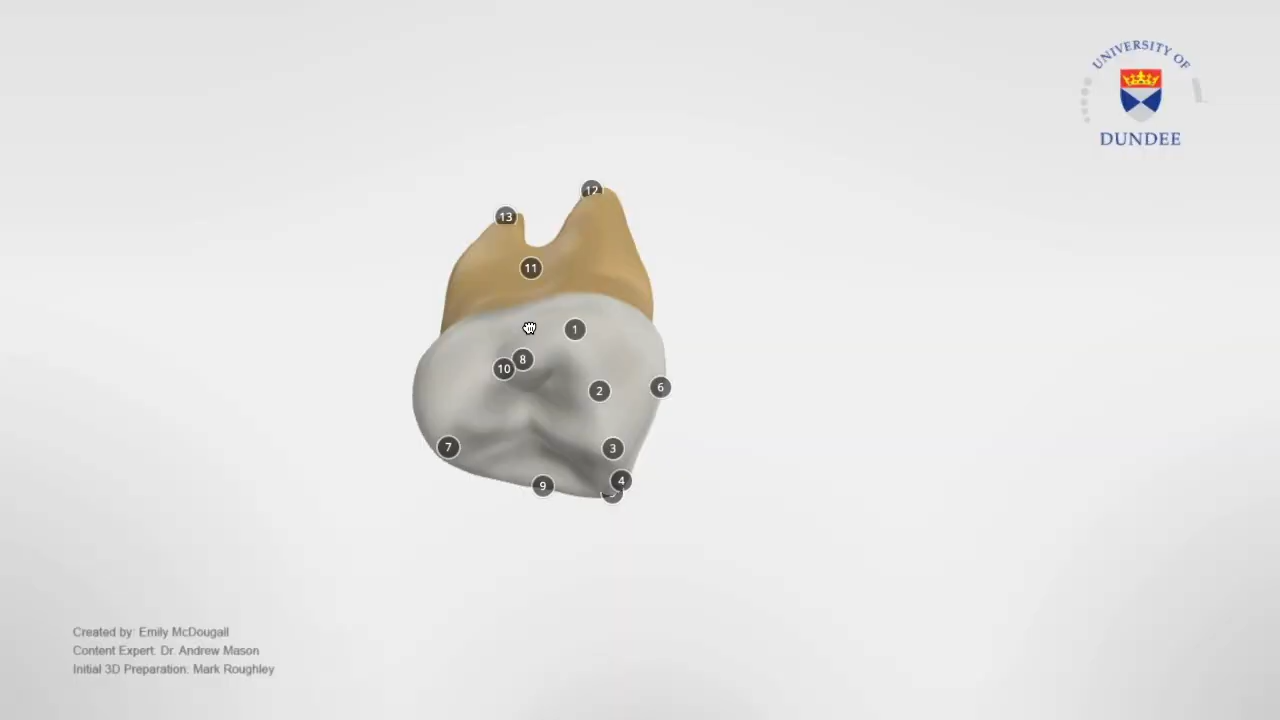 UNIVERSITY OF
DUNDEE
12
13
11
1
8
10
2
6
7
3
4
9
Created by: Emily McDougall
Content Expert: Dr. Andrew Mason
Initial 3D Preparation: Mark Roughley